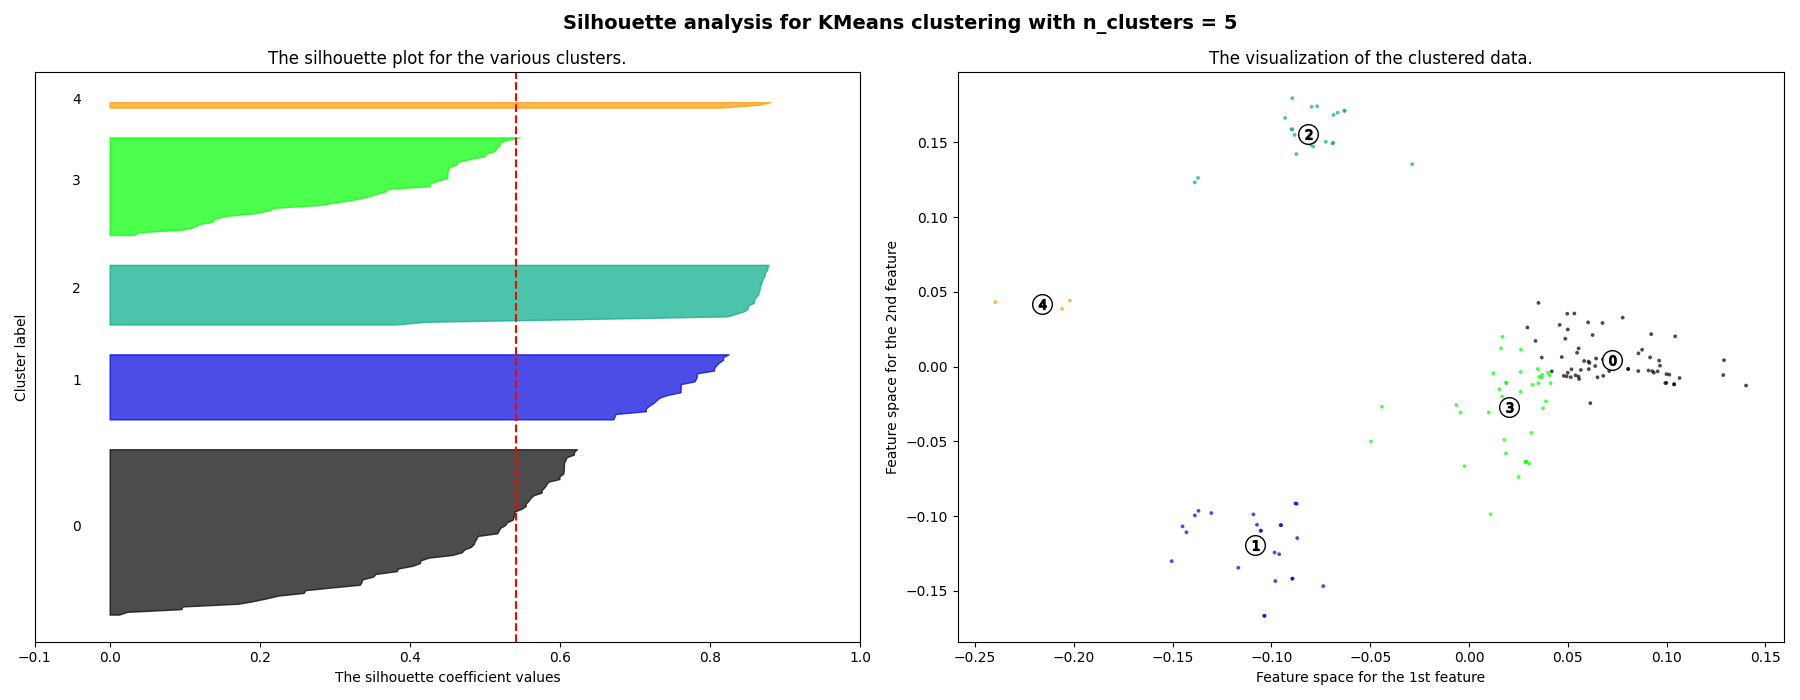 Silhouette analysis for KMeans clustering with n_clusters = 5
The silhouette plot for the various clusters.
Cluster label
4
3
2
1
0
−0.1 0.0 0.2 0.4 0.6 0.8 1.0
The silhouette coefficient values
The visualization of the clustered data.
Feature space for the 2nd feature
0.15
0.10
0.05
0.00
−0.05
−0.10
−0.15
2
4
0
3
1
−0.25 −0.20 −0.15 −0.10 −0.05 0.00 0.05 0.10 0.15
Feature space for the 1st feature